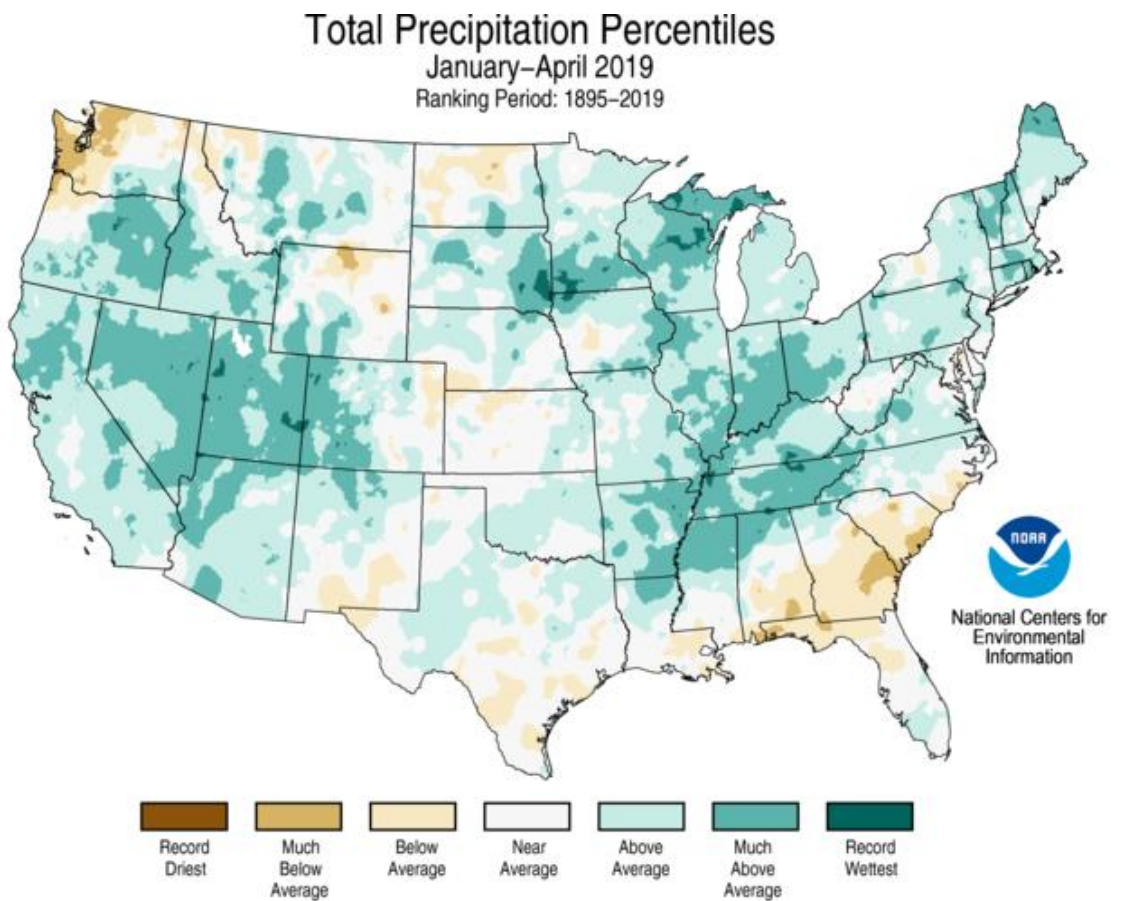 Total Precipitation Percentiles
January–April 2019
Ranking Period: 1895–2019
NOAA
National Centers for
Environmental
Information
Record
Driest
Much
Below
Average
Below
Average
Near
Average
Above
Average
Much
Above
Average
Record
Wettest